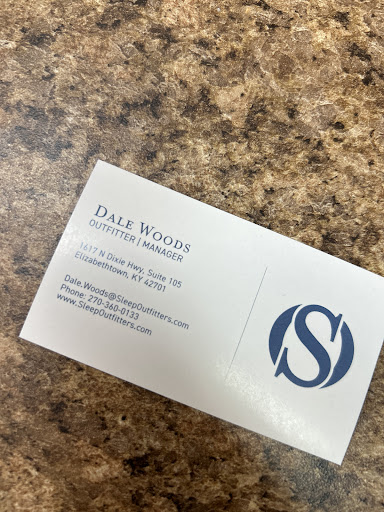 DALE WOODS
OUTFITTER | MANAGER
1617 N Dixie Hwy, Suite 105
Elizabethtown, KY 42701
Dale.Woods@SleepOutfitters.com
Phone: 270-360-0133
www.SleepOutfitters.com
S